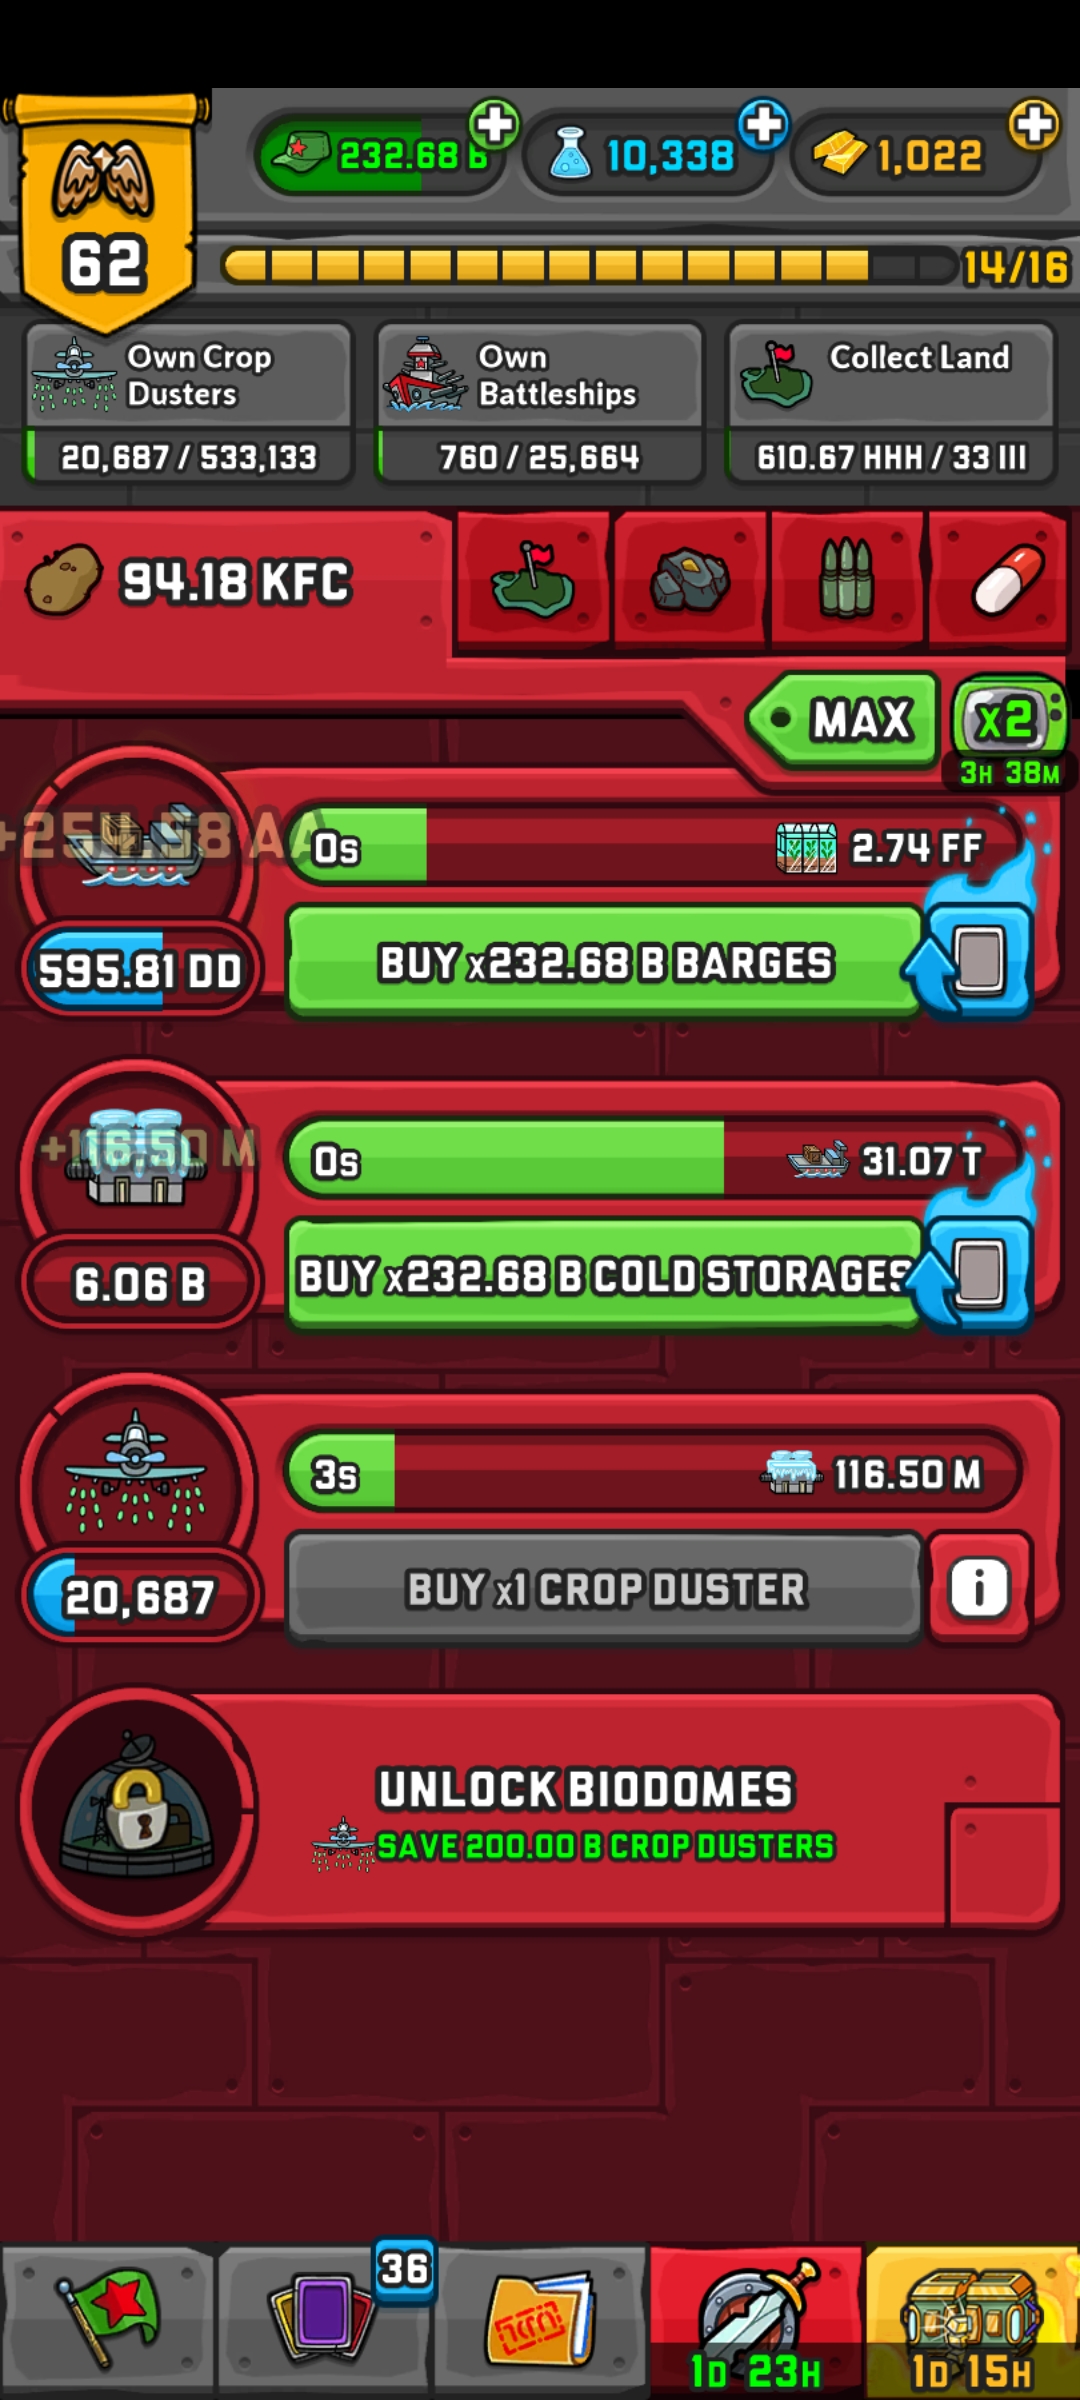 232.68 B
10,338
1,022
62
14/16
Own Crop
Dusters
20,687 / 533,133
Own
Battleships
760 / 25,664
Collect Land
610.67 HHH / 33 III
94.18 KFC
MAX
x2
3H 38M
0s
2.74 FF
595.81 DD
BUY x232.68 B BARGES
+116.50 M
0s
31.07 T
6.06 B
BUY x232.68 B COLD STORAGES
3s
116.50 M
20,687
BUY x1 CROP DUSTER
i
UNLOCK BIODOMES
SAVE 200.00 B CROP DUSTERS
36
1D 23H
1D 15H